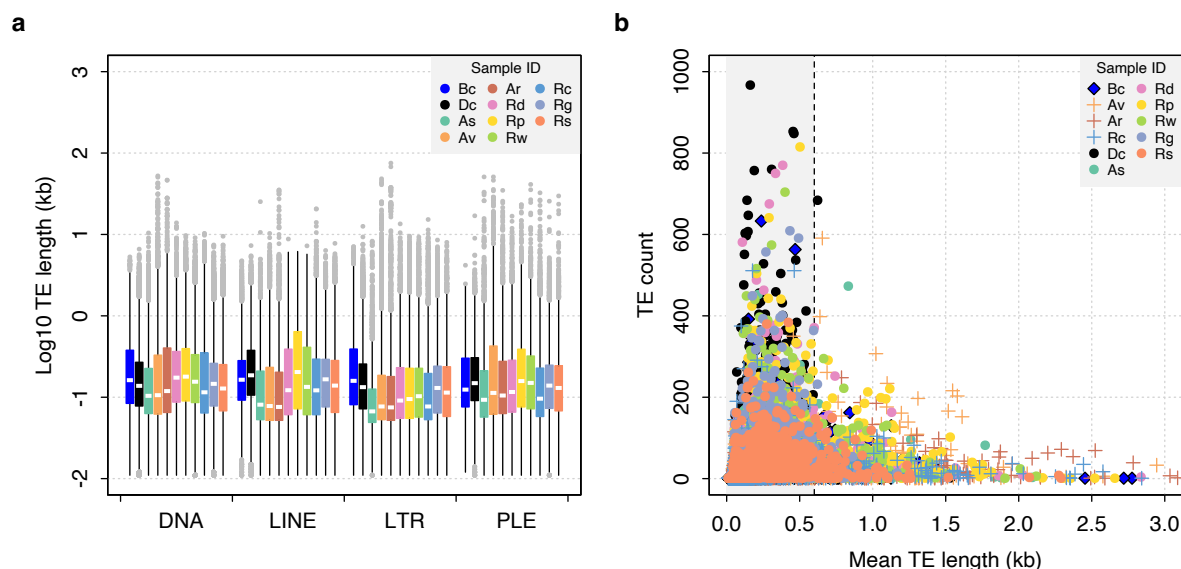 a
Log10 TE length (kb)
3
2
1
0
-1
-2
Sample ID
Bc Ar Rc
Dc Rd Rg
As Rp Rs
Av Rw
DNA LINE LTR PLE
b
TE count
1000
800
600
400
200
0
Sample ID
Bc Rd
Av Rp
Ar Rw
Rc Rg
Dc Rs
As
0.0 0.5 1.0 1.5 2.0 2.5 3.0
Mean TE length (kb)